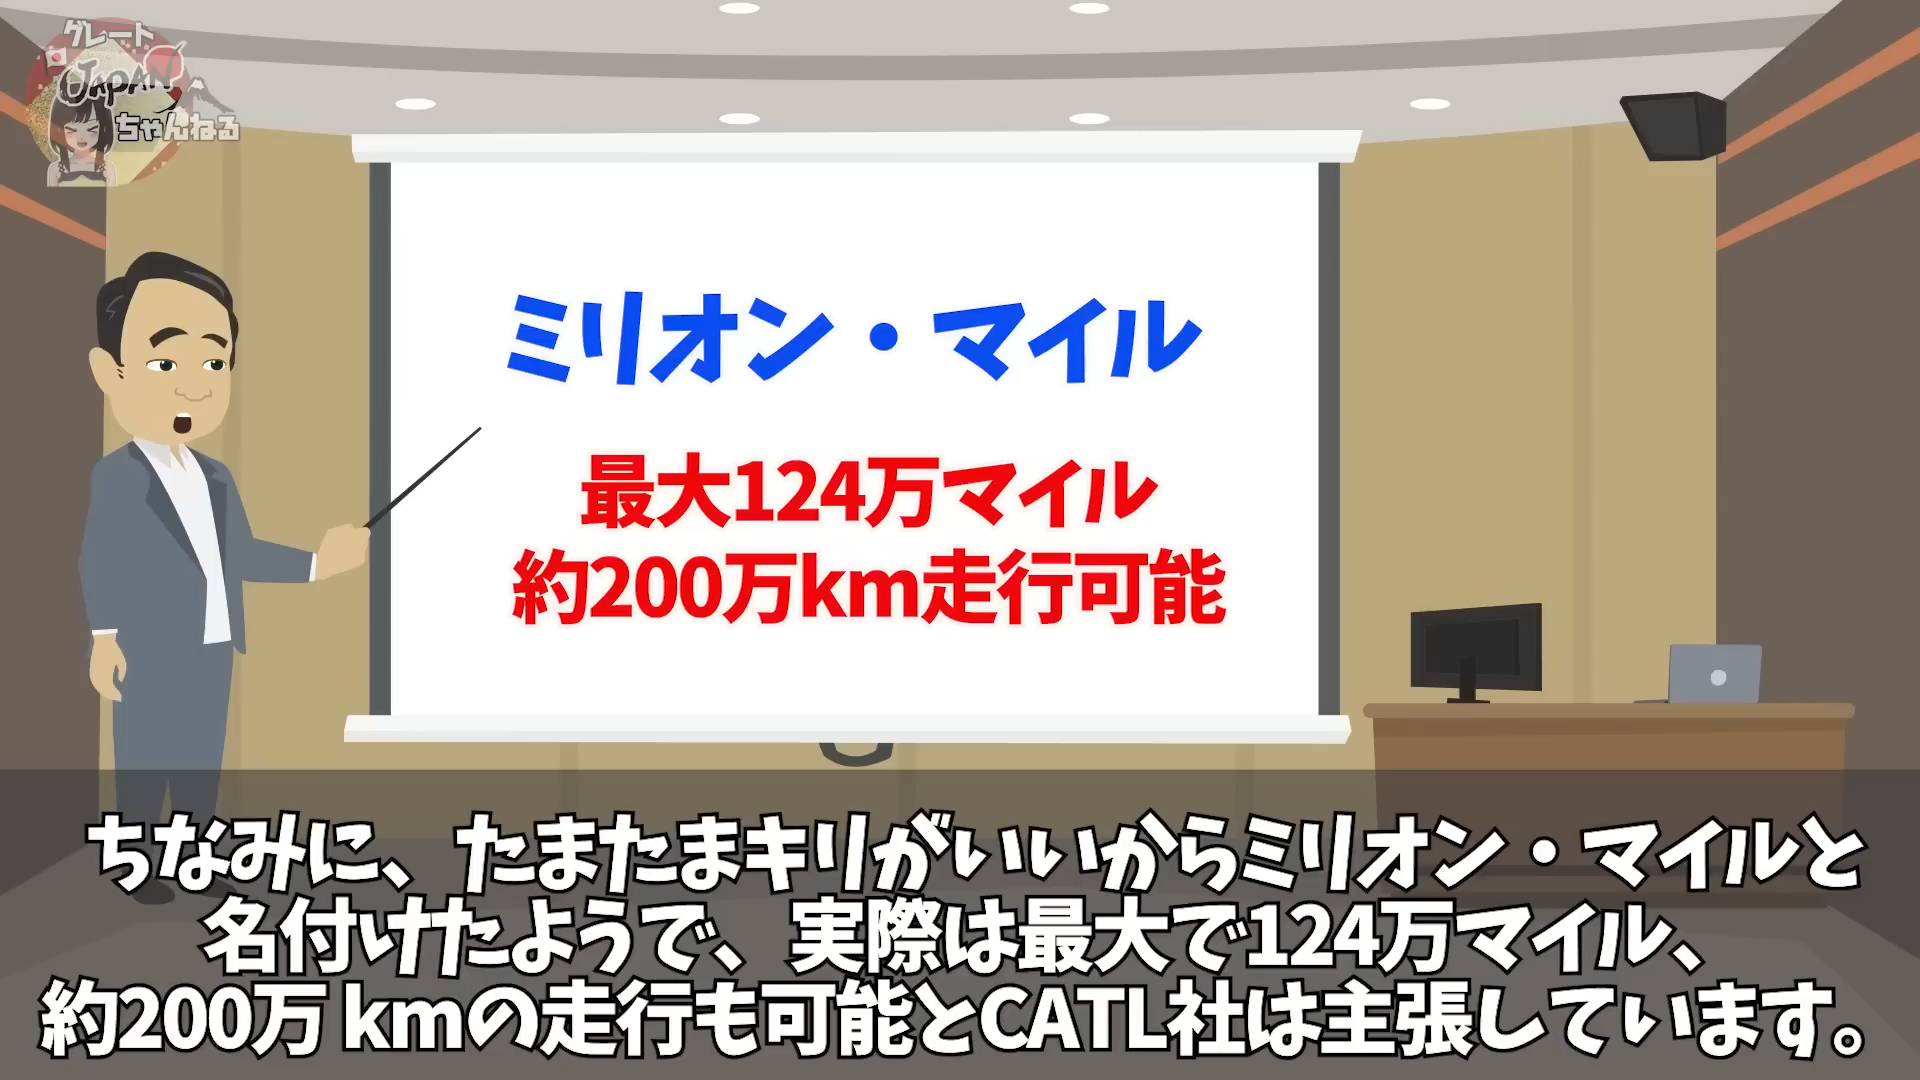 グレート
JAPAN
ちゃんねる
ミリオン・マイル
最大124万マイル
約200万km走行可能
ちなみに、たまたまキリがいいからミリオン・マイルと
名付けたようで、実際は最大で124万マイル、
約200万kmの走行も可能とCATL社は主張しています。